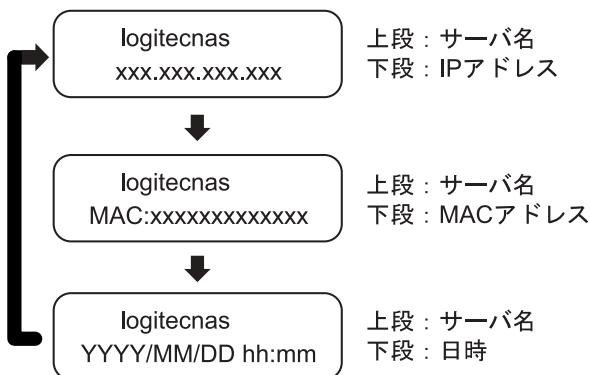 logitecnas
xxx.xxx.xxx.xxx
上段：サーバ名
下段：IPアドレス
logitecnas
MAC:xxxxxxxxxxxxx
上段：サーバ名
下段：MACアドレス
logitecnas
YYYY/MM/DD hh:mm
上段：サーバ名
下段：日時